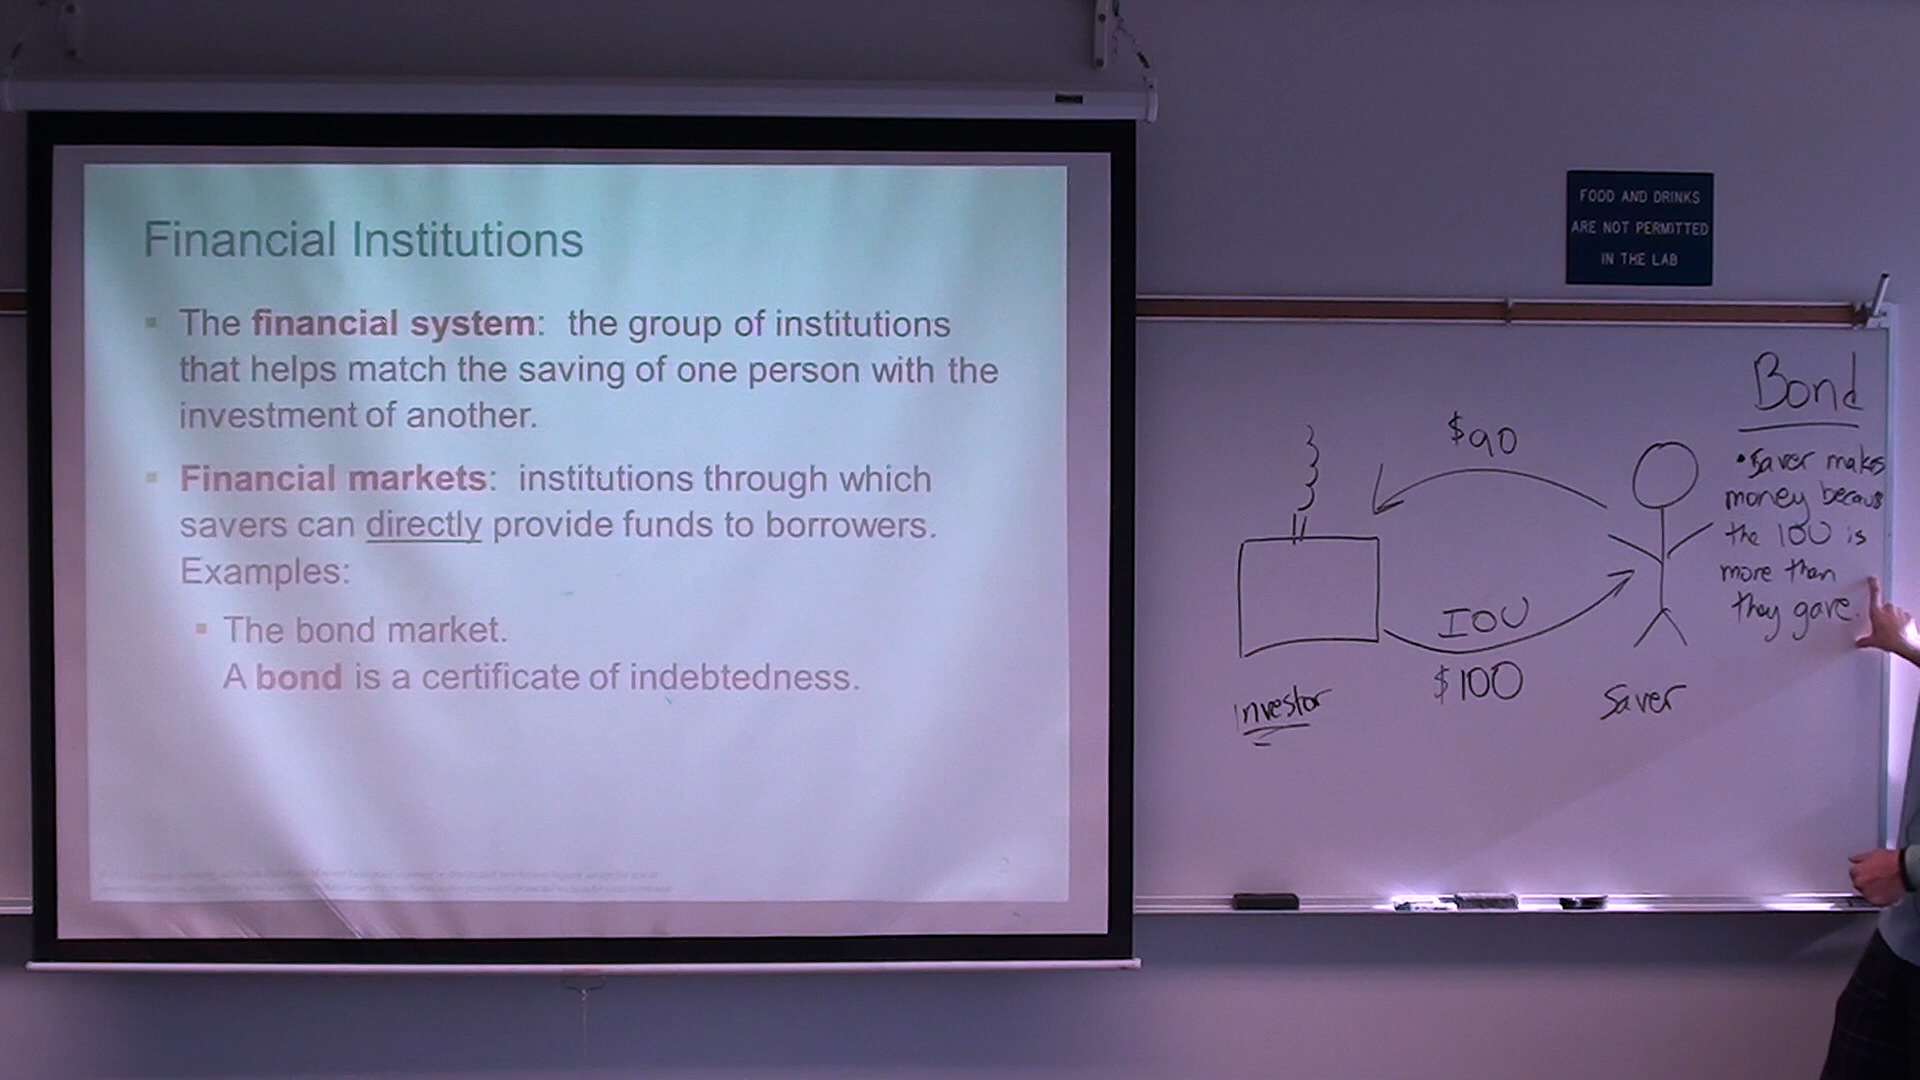 Financial Institutions
▪ The financial system: the group of institutions
that helps match the saving of one person with the
investment of another.
▪ Financial markets: institutions through which
savers can directly provide funds to borrowers.
Examples:
▪ The bond market.
A bond is a certificate of indebtedness.
FOOD AND DRINKS
ARE NOT PERMITTED
IN THE LAB
Bond
• Saver makes
money becaus
the IOU is
more than
they gave.
$90
IOU
$100
investor
Saver